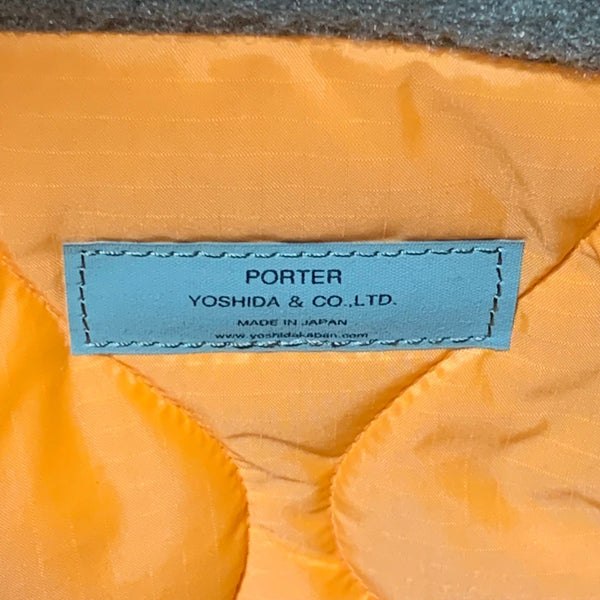 PORTER
YOSHIDA & CO.,LTD.
MADE IN JAPAN
www.yoshidakaban.com